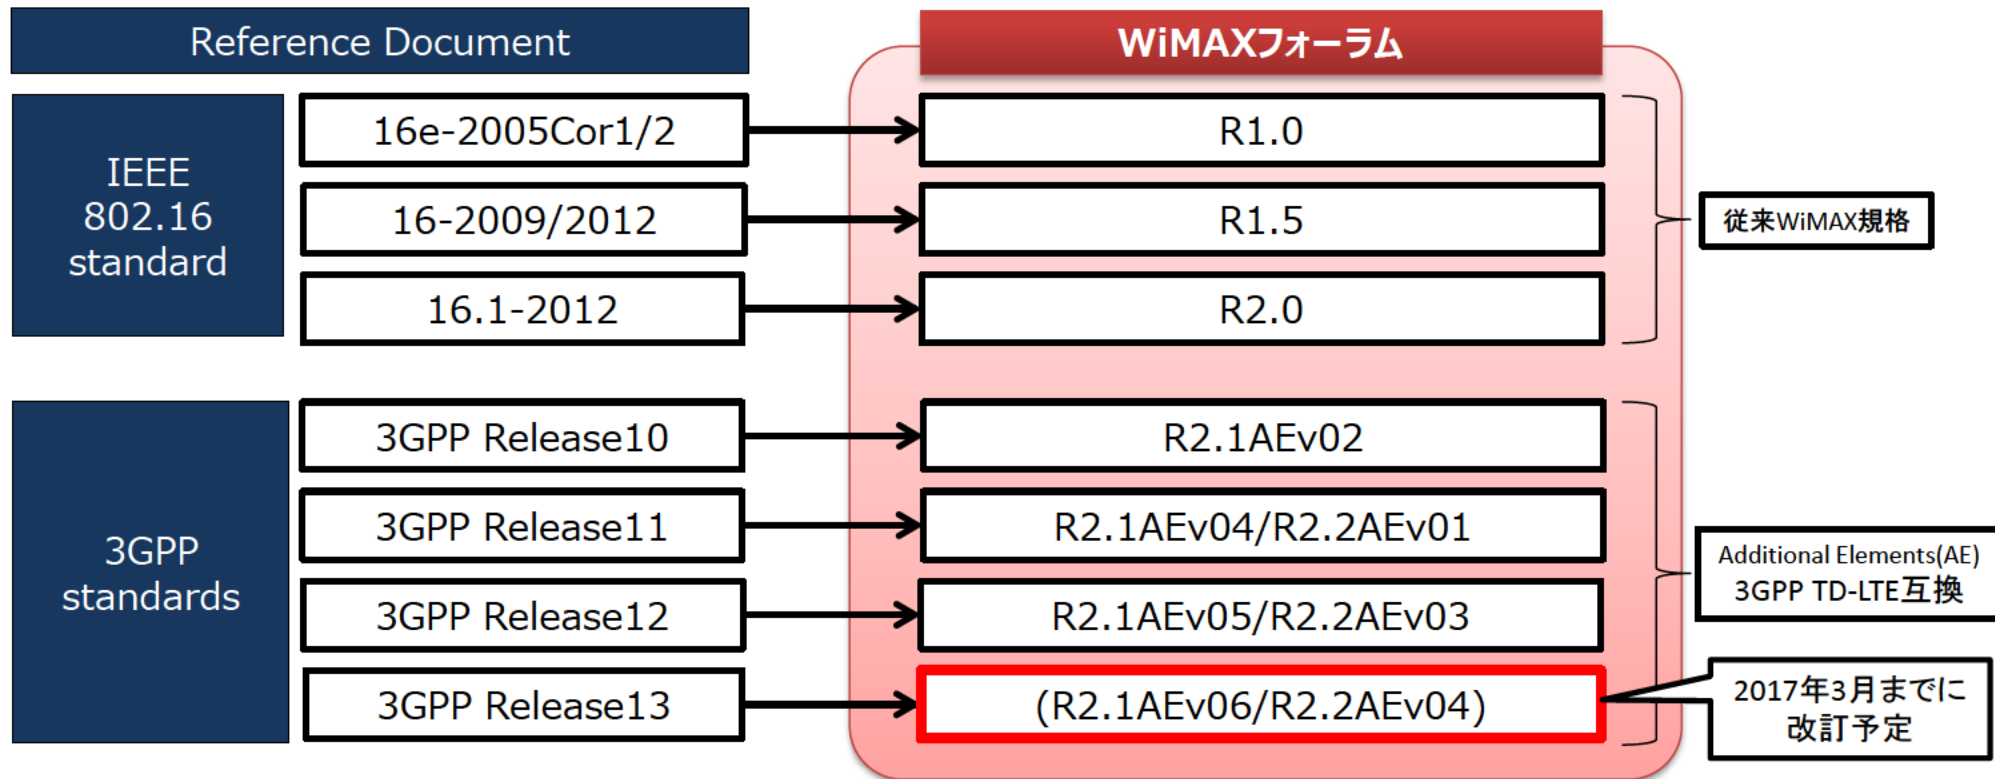 Reference Document
WiMAXフォーラム
IEEE
802.16
standard
16e-2005Cor1/2
R1.0
16-2009/2012
R1.5
16.1-2012
R2.0
従来WiMAX規格
3GPP
standards
3GPP Release10
R2.1AEv02
3GPP Release11
R2.1AEv04/R2.2AEv01
3GPP Release12
R2.1AEv05/R2.2AEv03
3GPP Release13
(R2.1AEv06/R2.2AEv04)
Additional Elements(AE)
3GPP TD-LTE互換
2017年3月までに
改訂予定